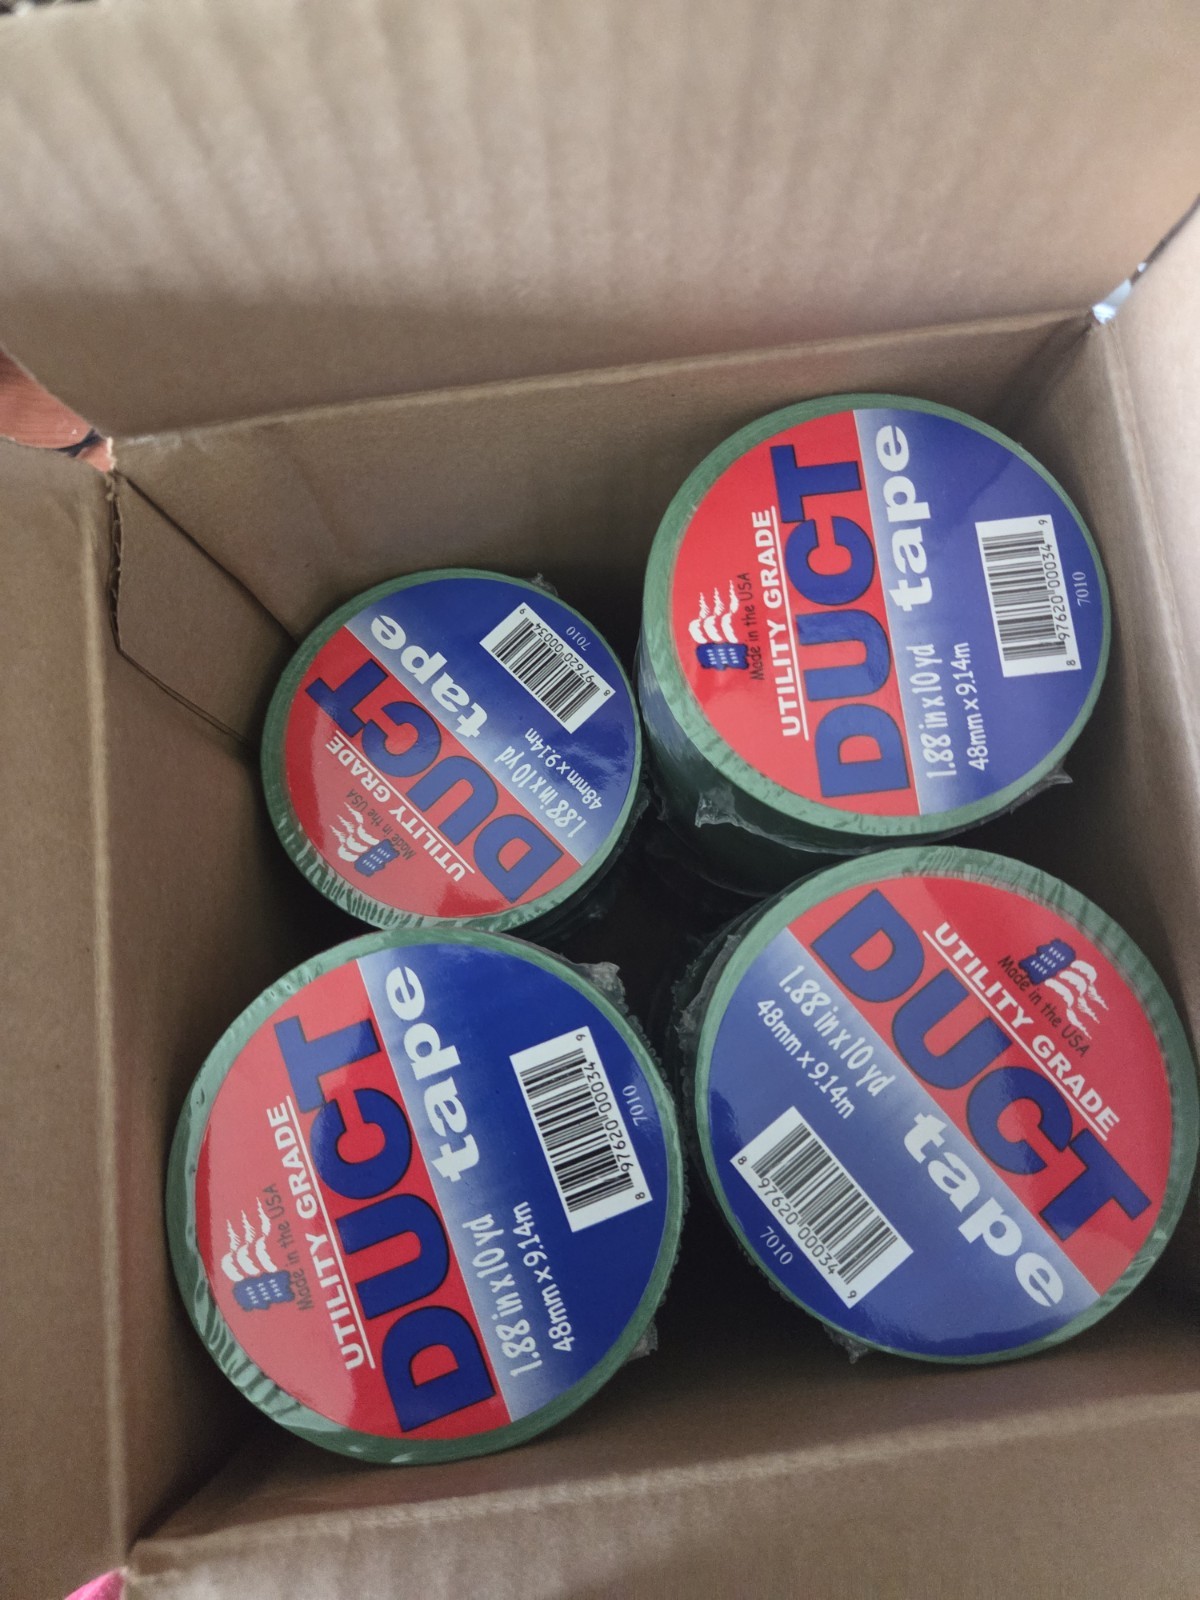 Made in the USA
UTILITY GRADE
DUCT
tape
1.88 in x 10 yd
48mm x 9.14m
8 97620 00034 9
7010
Made in the USA
UTILITY GRADE
DUCT
tape
1.88 in x 10 yd
48mm x 9.14m
8 97620 00034 9
7010
Made in the USA
UTILITY GRADE
DUCT
tape
1.88 in x 10 yd
48mm x 9.14m
8 97620 00034 9
7010
Made in the USA
UTILITY GRADE
DUCT
tape
1.88 in x 10 yd
48mm x 9.14m
8 97620 00034 9
7010